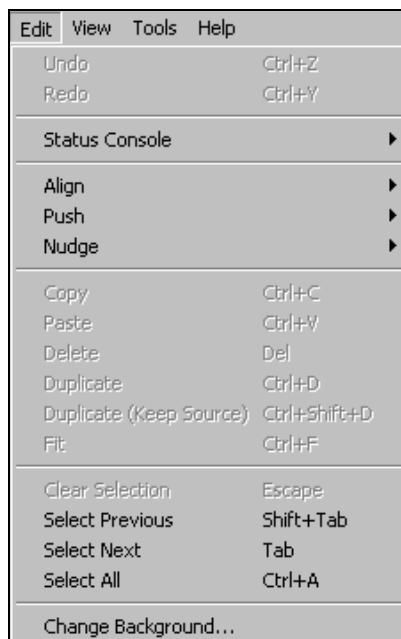 Edit View Tools Help
Undo Ctrl+Z
Redo Ctrl+Y
Status Console
Align
Push
Nudge
Copy Ctrl+C
Paste Ctrl+V
Delete Del
Duplicate Ctrl+D
Duplicate (Keep Source) Ctrl+Shift+D
Fit Ctrl+F
Clear Selection Escape
Select Previous Shift+Tab
Select Next Tab
Select All Ctrl+A
Change Background...